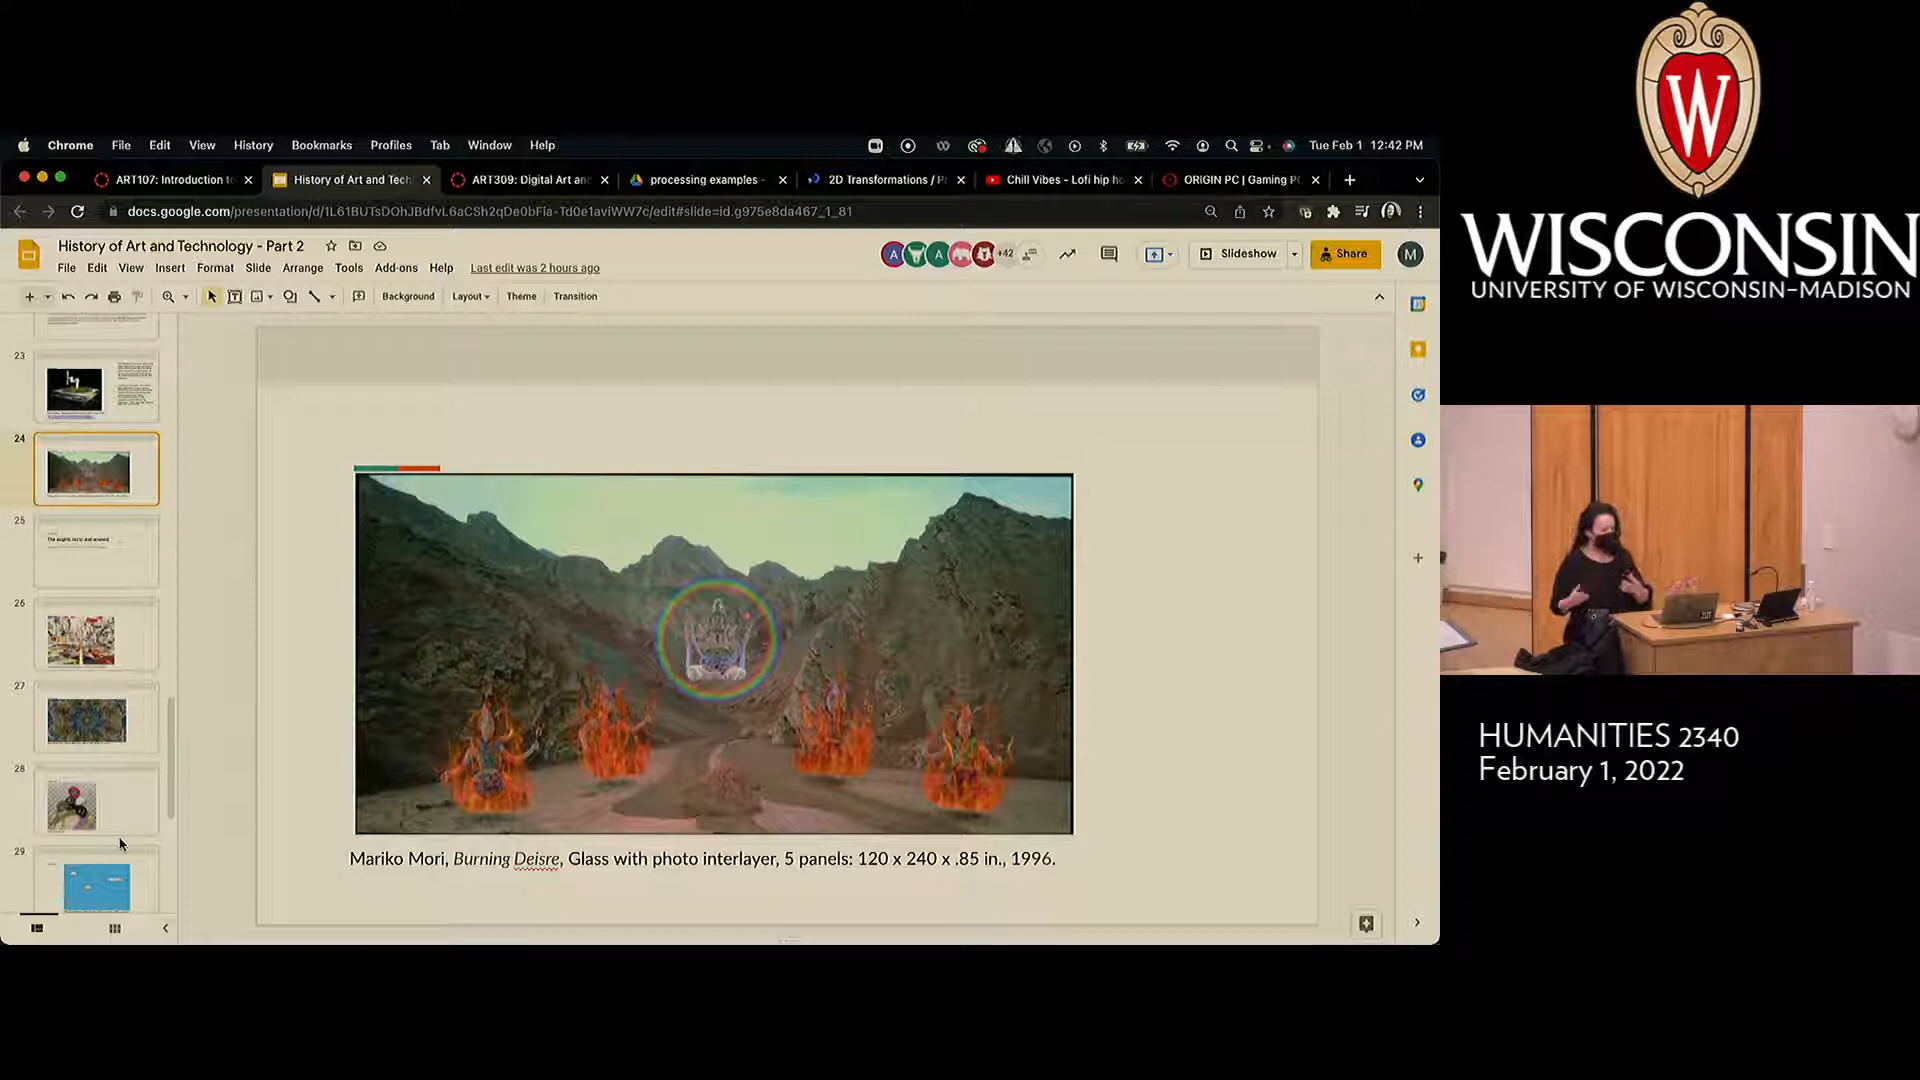 Chrome File Edit View History Bookmarks Profiles Tab Window Help Tue Feb 1 12:42 PM
ART107: Introduction to History of Art and Tech ART309: Digital Art an processing examples - 2D Transformations / P Chill Vibes - Lofi hip h ORIGIN PC | Gaming P
docs.google.com/presentation/d/1L61BUTsDOhJBdfvL6aCSh2qDe0bFia-Td0e1aviWW7c/edit#slide=id.g975e8da467_1_81
History of Art and Technology - Part 2
+42
Slideshow
Share
M
File Edit View Insert Format Slide Arrange Tools Add-ons Help Last edit was 2 hours ago
Background Layout Theme Transition
23
24
25
The eighties (19) and onward
26
27
28
29
Mariko Mori, Burning Deisre, Glass with photo interlayer, 5 panels: 120 x 240 x .85 in., 1996.
W
WISCONSIN
UNIVERSITY OF WISCONSIN–MADISON
HUMANITIES 2340
February 1, 2022